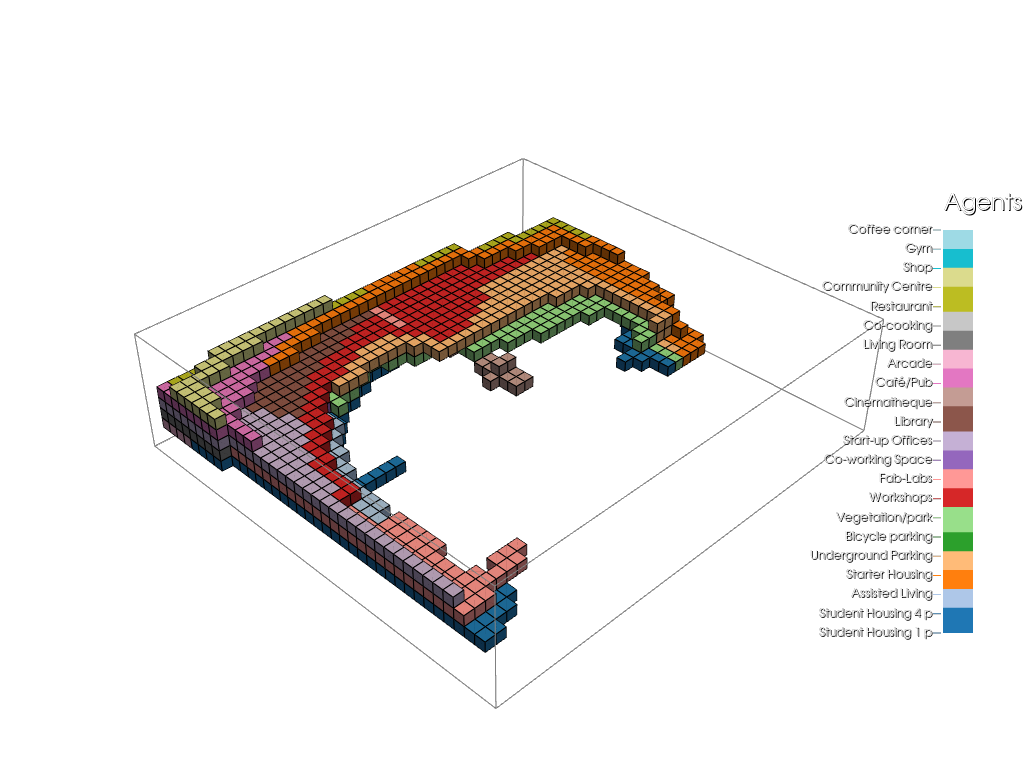 Agents
Coffee corner
Gym
Shop
Community Centre
Restaurant
Co-cooking
Living Room
Arcade
Café/Pub
Cinematheque
Library
Start-up Offices
Co-working Space
Fab-Labs
Workshops
Vegetation/park
Bicycle parking
Underground Parking
Starter Housing
Assisted Living
Student Housing 4 p
Student Housing 1 p